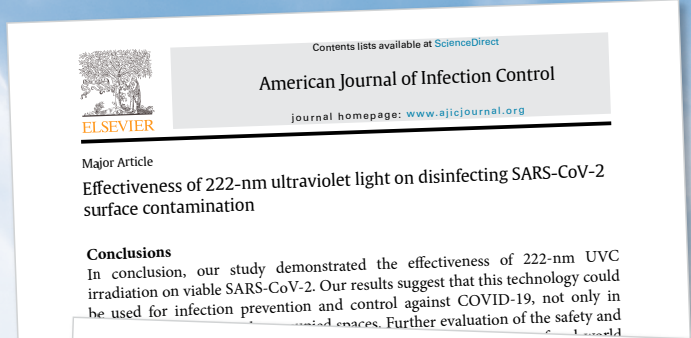 Contents lists available at ScienceDirect
American Journal of Infection Control
journal homepage: www.ajicjournal.org
ELSEVIER
Major Article
Effectiveness of 222-nm ultraviolet light on disinfecting SARS-CoV-2
surface contamination
Conclusions
In conclusion, our study demonstrated the effectiveness of 222-nm UVC
irradiation on viable SARS-CoV-2. Our results suggest that this technology could
be used for infection prevention and control against COVID-19, not only in
spaces. Further evaluation of the safety and